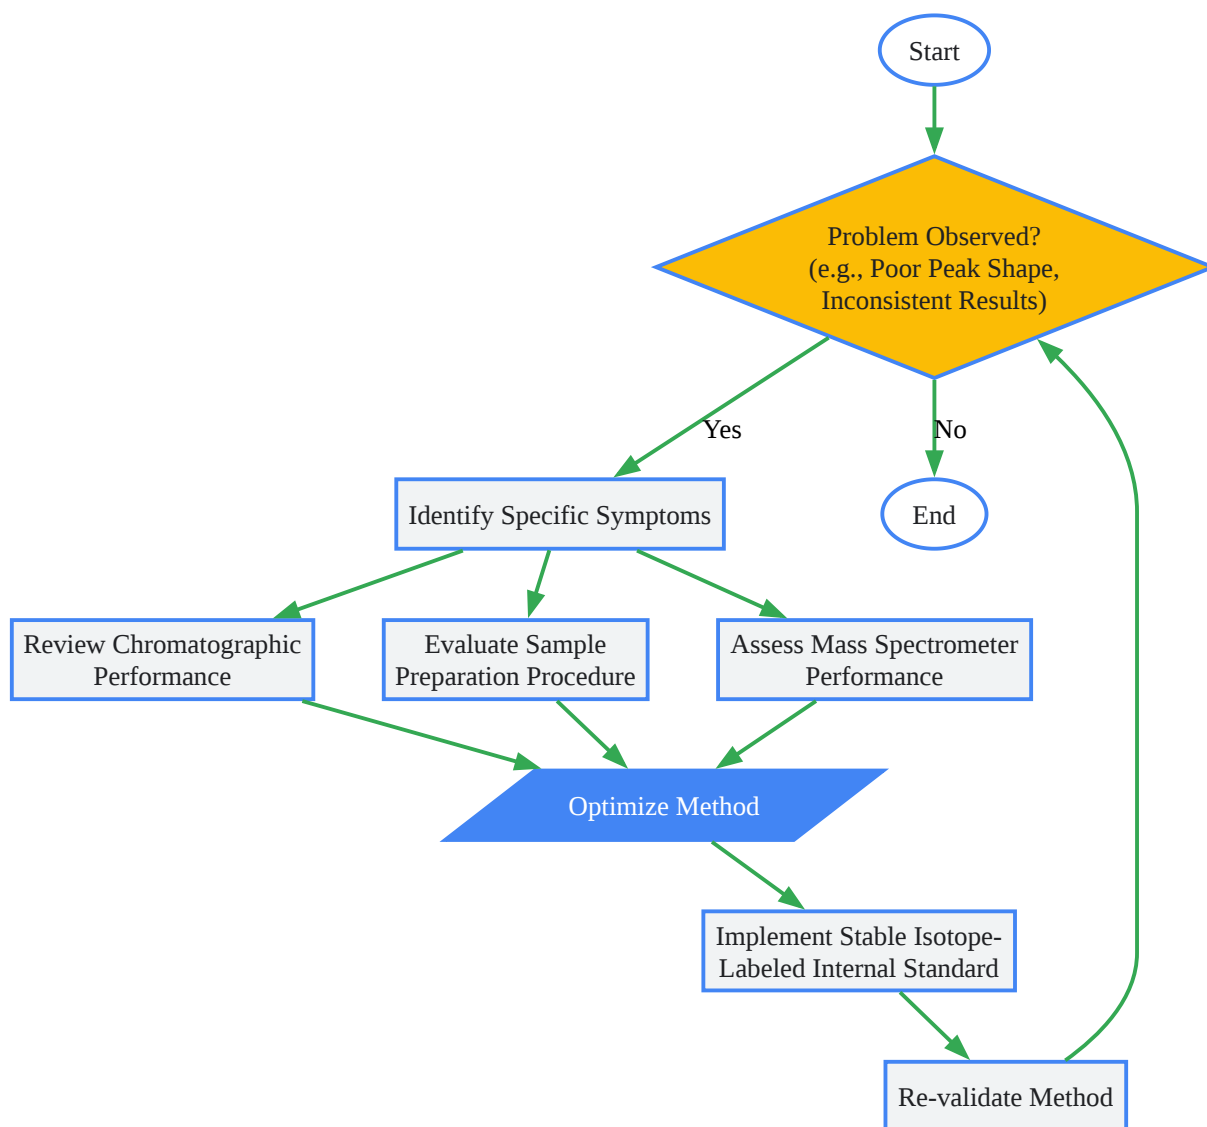 Start
Problem Observed?
(e.g., Poor Peak Shape,
Inconsistent Results)
Yes
No
Identify Specific Symptoms
End
Review Chromatographic
Performance
Evaluate Sample
Preparation Procedure
Assess Mass Spectrometer
Performance
Optimize Method
Implement Stable Isotope-
Labeled Internal Standard
Re-validate Method